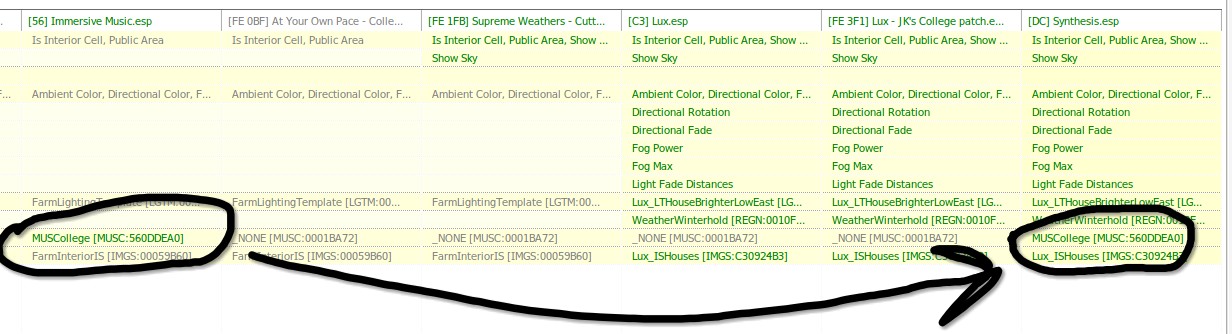 [56] Immersive Music.esp [FE 0BF] At Your Own Pace - Colle... [FE 1FB] Supreme Weathers - Cutt... [C3] Lux.esp [FE 3F1] Lux - JK's College patch.e... [DC] Synthesis.esp
Is Interior Cell, Public Area Is Interior Cell, Public Area Is Interior Cell, Public Area, Show ... Is Interior Cell, Public Area, Show ... Is Interior Cell, Public Area, Show ... Is Interior Cell, Public Area, Show ...
Show Sky Show Sky Show Sky Show Sky
F... Ambient Color, Directional Color, F... Ambient Color, Directional Color, F... Ambient Color, Directional Color, F... Ambient Color, Directional Color, F... Ambient Color, Directional Color, F... Ambient Color, Directional Color, F...
Directional Rotation Directional Rotation Directional Rotation
Directional Fade Directional Fade Directional Fade
Fog Power Fog Power Fog Power
Fog Max Fog Max Fog Max
Light Fade Distances Light Fade Distances Light Fade Distances
FarmLightingTemplate [LGTM:00... FarmLightingTemplate [LGTM:00... FarmLightingTemplate [LGTM:00... Lux_LTHouseBrighterLowEast [LG... Lux_LTHouseBrighterLowEast [LG... Lux_LTHouseBrighterLowEast [LG...
WeatherWinterhold [REGN:0010F... WeatherWinterhold [REGN:0010F... WeatherWinterhold
MUSCollege [MUSC:560DDEA0] _NONE [MUSC:0001BA72] _NONE [MUSC:0001BA72] _NONE [MUSC:0001BA72] _NONE [MUSC:0001BA72] MUSCollege [MUSC:560DDEA0]
FarmInteriorIS [IMGS:00059B60] FarmInteriorIS [IMGS:00059B60] FarmInteriorIS [IMGS:00059B60] Lux_ISHouses [IMGS:C30924B3] Lux_ISHouses Lux_ISHouses [IMGS:C30924B3]